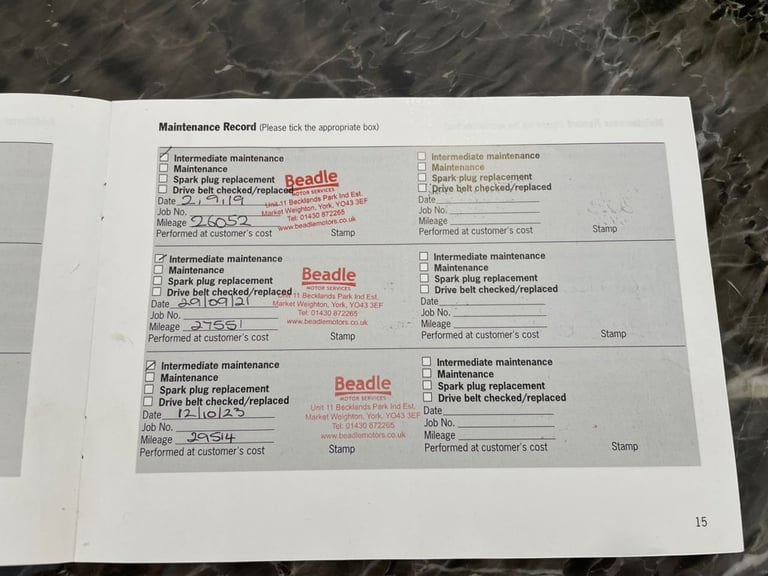 Maintenance Record (Please tick the appropriate box)
Intermediate maintenance
Maintenance
Spark plug replacement
Drive belt checked/replaced
Date 2,9,19
Job No.
Mileage 26052
Performed at customer's cost
Stamp
Beadle
MOTOR SERVICES
Unit 11 Becklands Park Ind Est.
Market Weighton, York, YO43 3EF
Tel: 01430 872265
www.beadlemotors.co.uk
Intermediate maintenance
Maintenance
Spark plug replacement
Drive belt checked/replaced
Date
Job No.
Mileage
Performed at customer's cost
Stamp
Intermediate maintenance
Maintenance
Spark plug replacement
Drive belt checked/replaced
Date 29/09/21
Job No.
Mileage 27551
Performed at customer's cost
Stamp
Beadle
MOTOR SERVICES
Unit 11 Becklands Park Ind Est.
Market Weighton, York, YO43 3EF
Tel: 01430 872265
www.beadlemotors.co.uk
Intermediate maintenance
Maintenance
Spark plug replacement
Drive belt checked/replaced
Date
Job No.
Mileage
Performed at customer's cost
Stamp
Intermediate maintenance
Maintenance
Spark plug replacement
Drive belt checked/replaced
Date 12/10/23
Job No.
Mileage 29514
Performed at customer's cost
Stamp
Beadle
MOTOR SERVICES
Unit 11 Becklands Park Ind Est.
Market Weighton, York, YO43 3EF
Tel: 01430 872265
www.beadlemotors.co.uk
Intermediate maintenance
Maintenance
Spark plug replacement
Drive belt checked/replaced
Date
Job No.
Mileage
Performed at customer's cost
Stamp
15